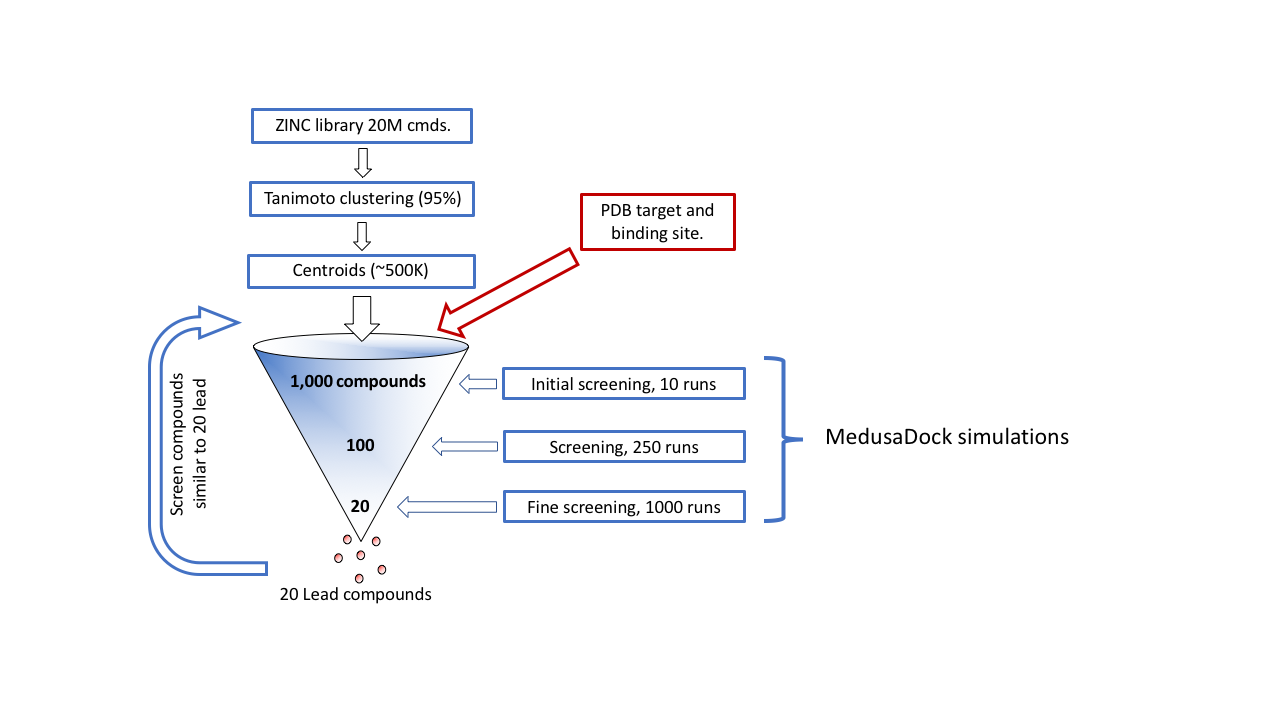 ZINC library 20M cmds.
Tanimoto clustering (95%)
PDB target and
binding site.
Centroids (~500K)
1,000 compounds
Initial screening, 10 runs
100
Screening, 250 runs
20
Fine screening, 1000 runs
MedusaDock simulations
Screen compounds
similar to 20 lead
20 Lead compounds